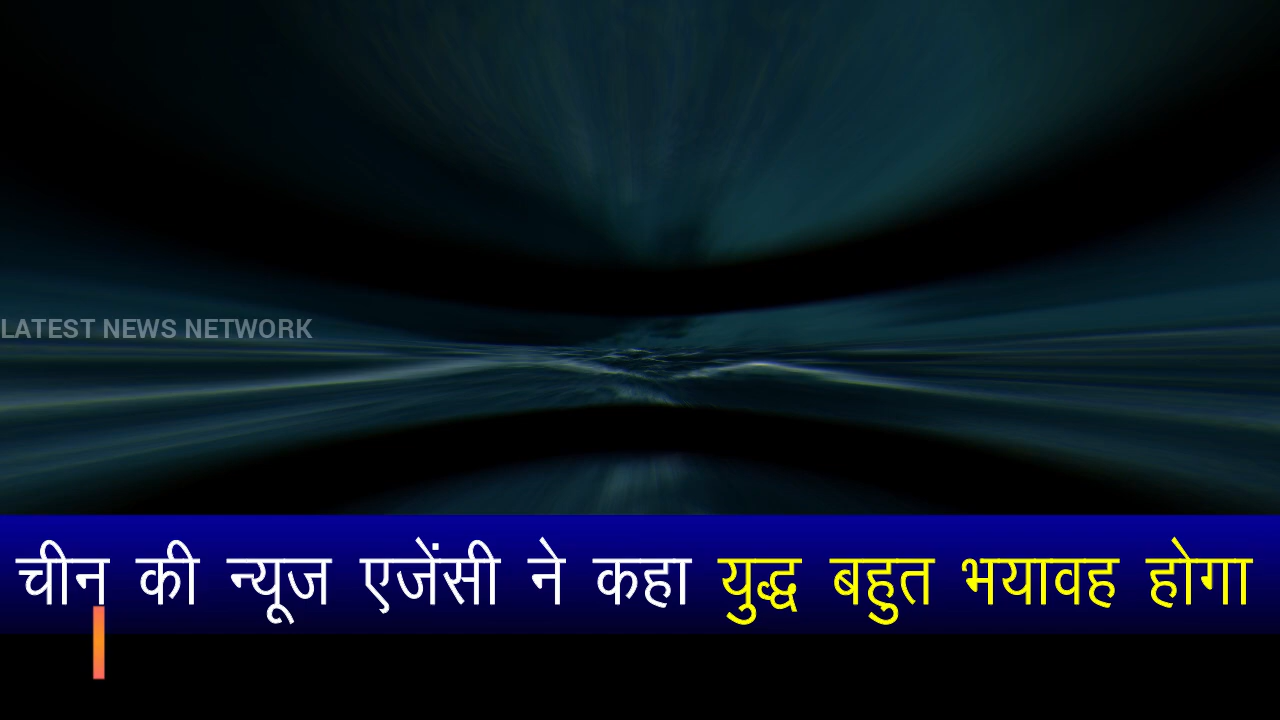 LATEST NEWS NETWORK
चीन की न्यूज एजेंसी ने कहा युद्ध बहुत भयावह होगा